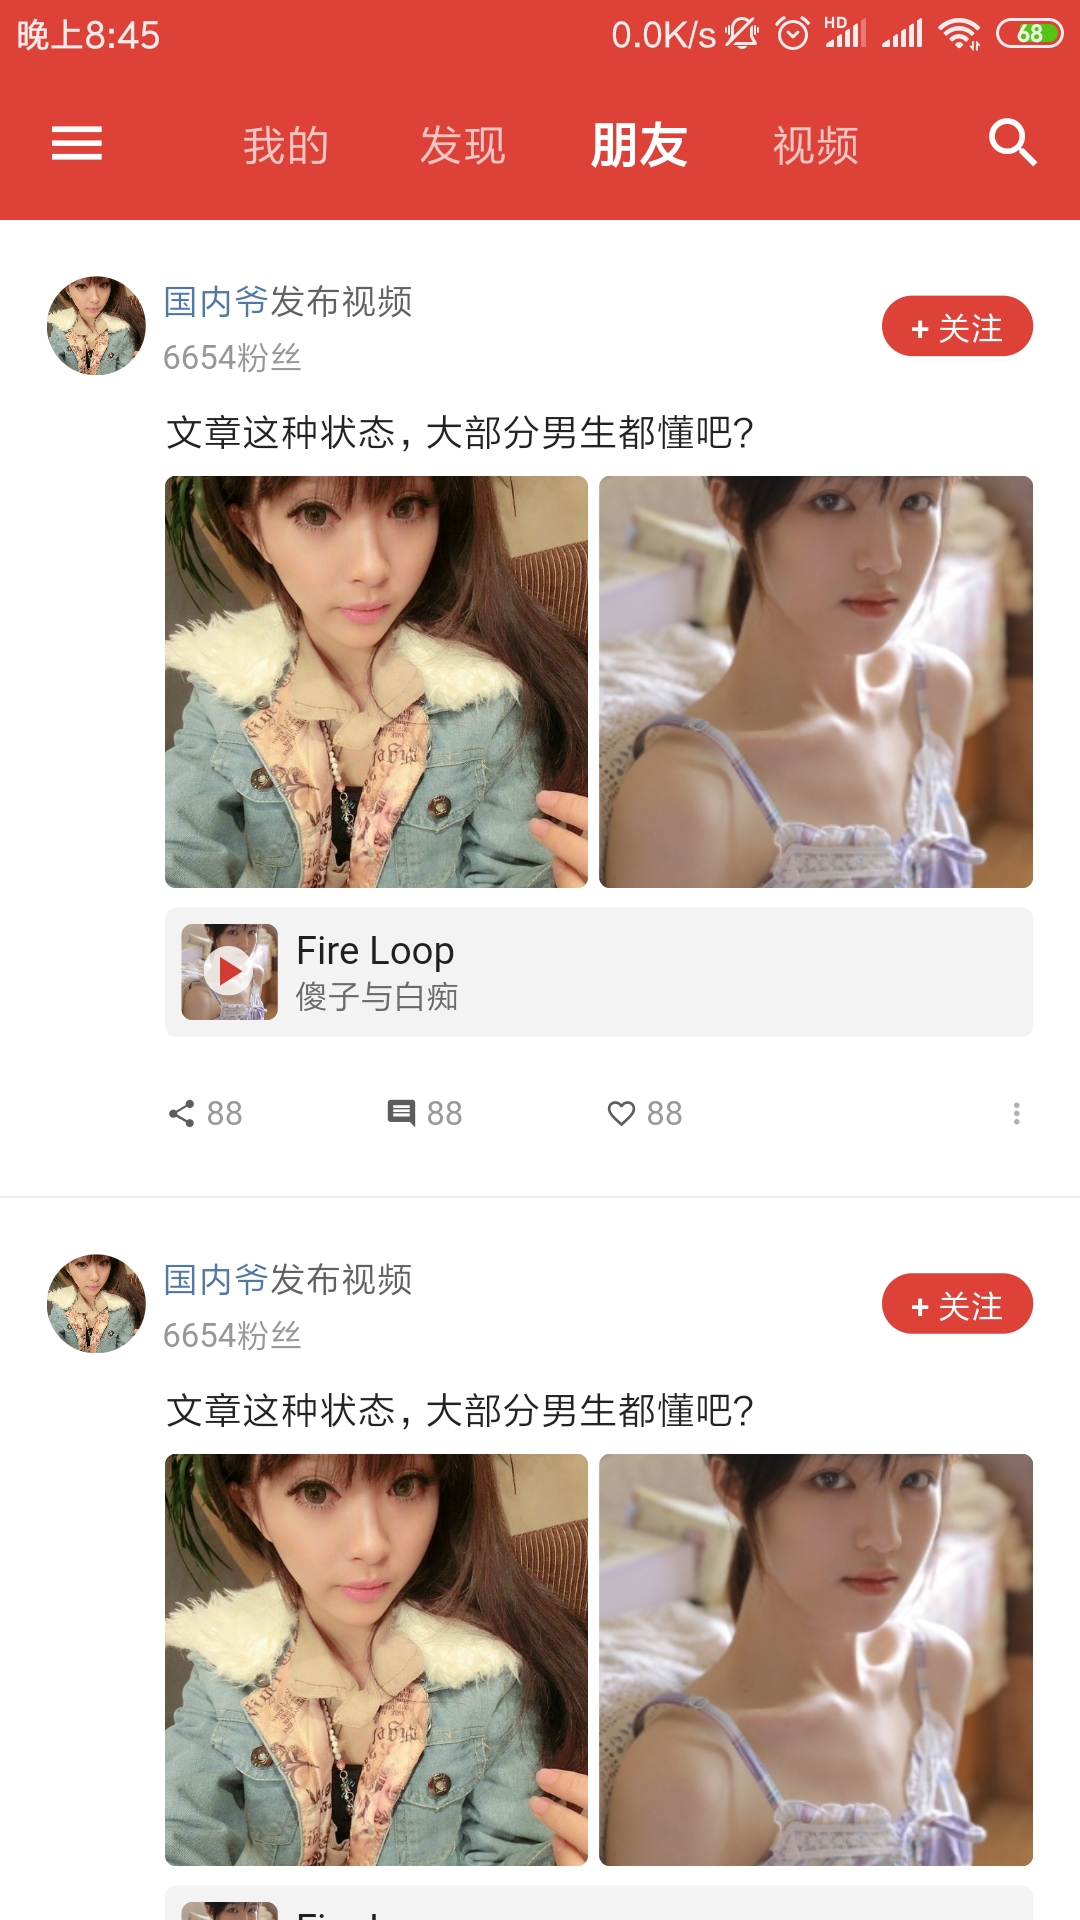 晚上8:45
0.0K/s HD 68
我的 发现 朋友 视频
国内爷发布视频
6654粉丝
+ 关注
文章这种状态，大部分男生都懂吧？
Fire Loop
傻子与白痴
88 88 88
国内爷发布视频
6654粉丝
+ 关注
文章这种状态，大部分男生都懂吧？